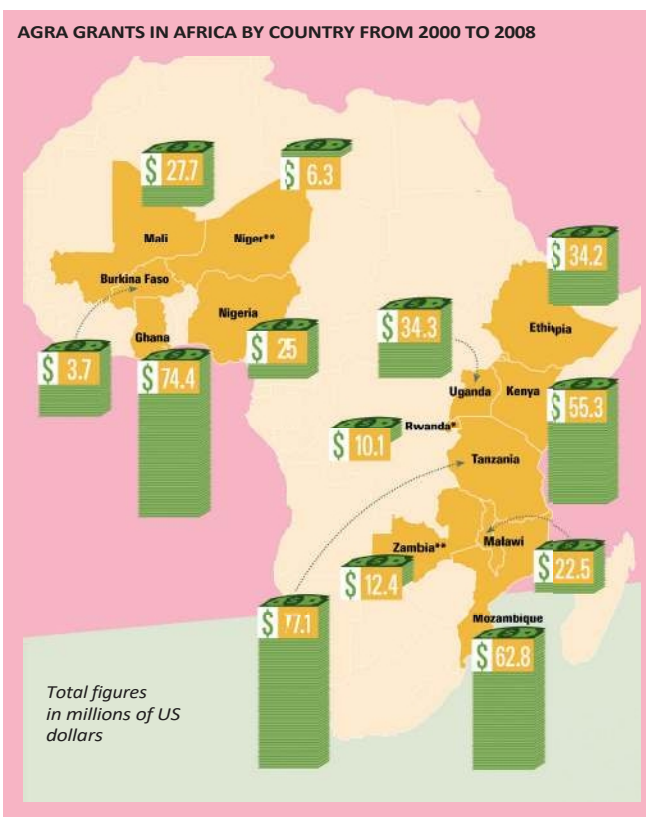 AGRA GRANTS IN AFRICA BY COUNTRY FROM 2000 TO 2008
$ 27.7
$ 6.3
Mali
Niger**
$ 34.2
Burkina Faso
Nigeria
Ethiopia
Ghana
$ 3.7
$ 74.4
$ 25
$ 34.3
Uganda
Kenya
$ 55.3
Rwanda*
$ 10.1
Tanzania
Zambia**
Malawi
$ 12.4
$ 22.5
$
Mozambique
$ 62.8
Total figures
in millions of US
dollars